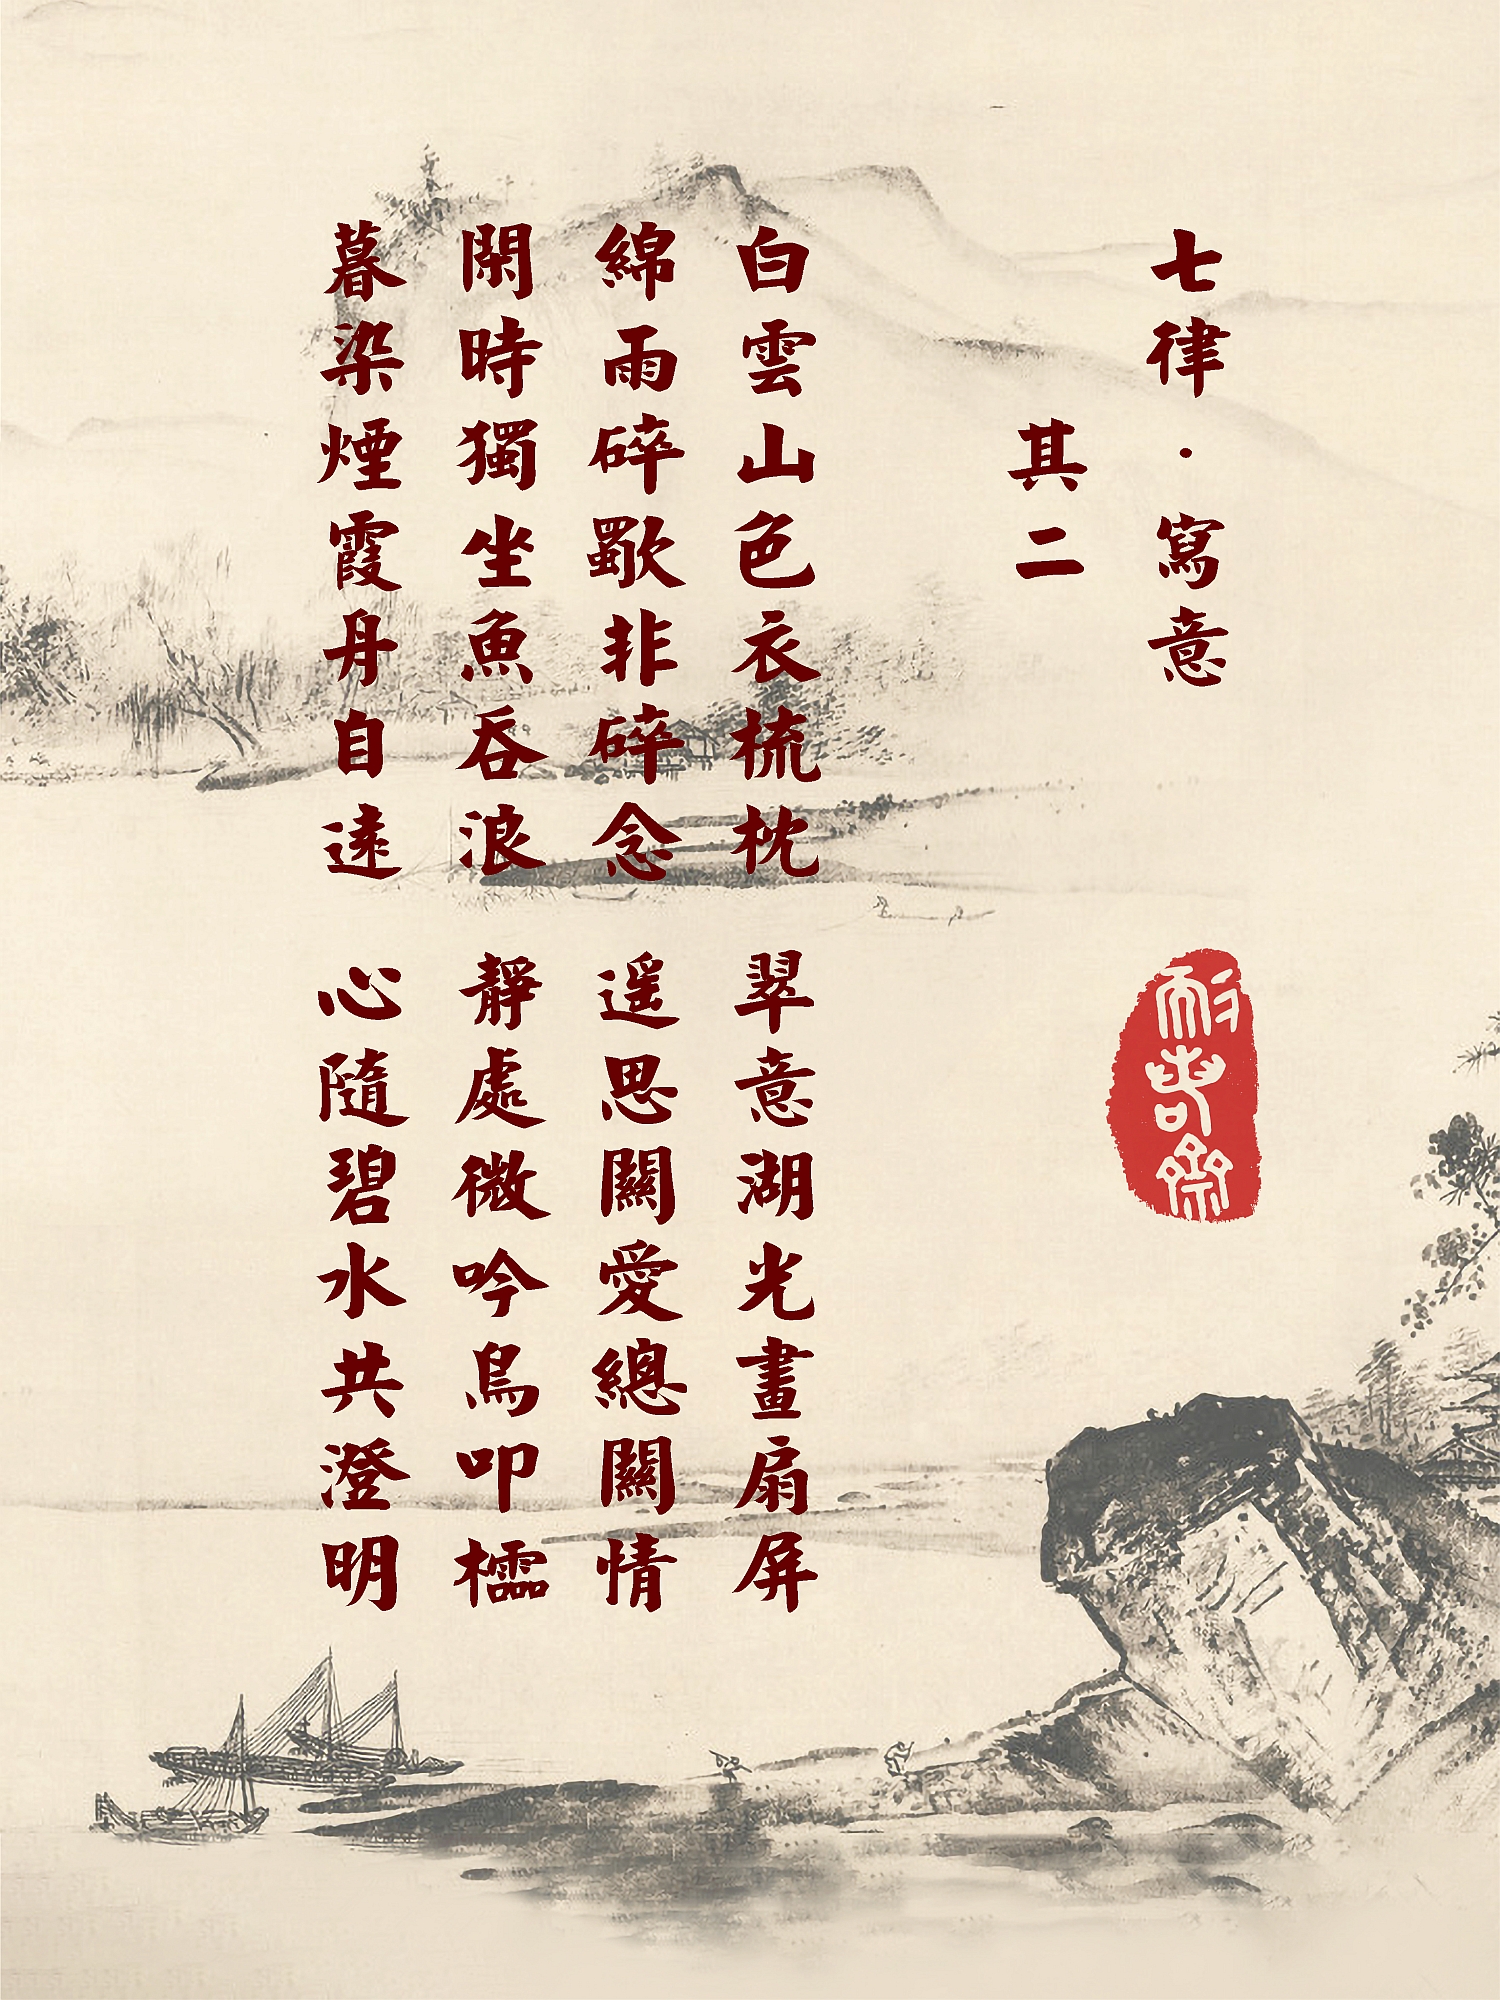 七律·寫意
其二
白雲山色衣梳枕
翠意湖光畫扇屏
綿雨碎歇非碎念
遥思關愛總關情
閑時獨坐魚吞浪
靜處微吟鳥叩櫺
暮染煙霞丹自遠
心隨碧水共澄明